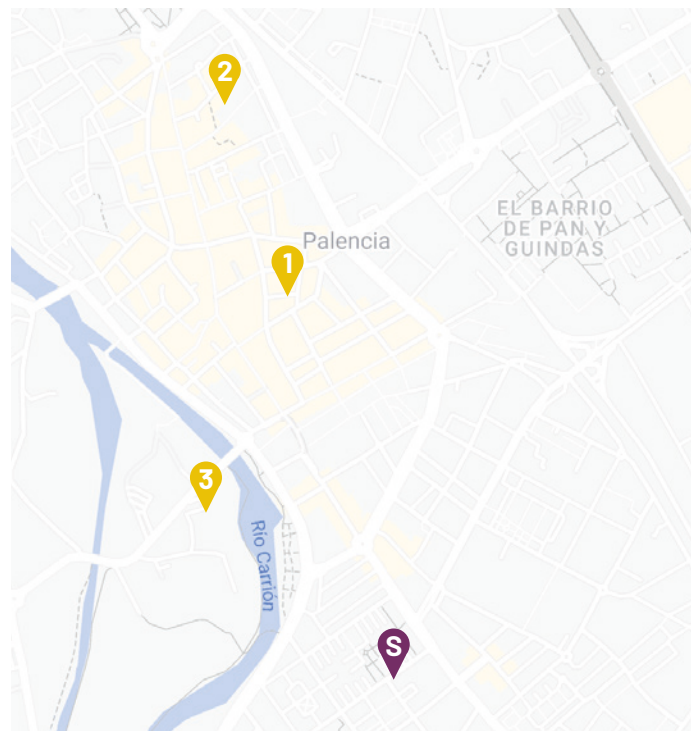 2
EL BARRIO
DE PAN Y
GUINDAS
Palencia
1
3
Río Carrión
S